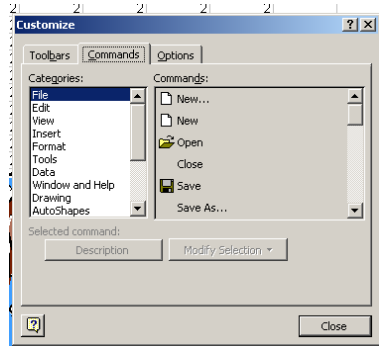 2 2 2 2 2
Customize
Toolbars Commands Options
Categories: Commands:
File
Edit
View
Insert
Format
Tools
Data
Window and Help
Drawing
AutoShapes
New...
New
Open
Close
Save
Save As...
Selected command:
Description Modify Selection
Close